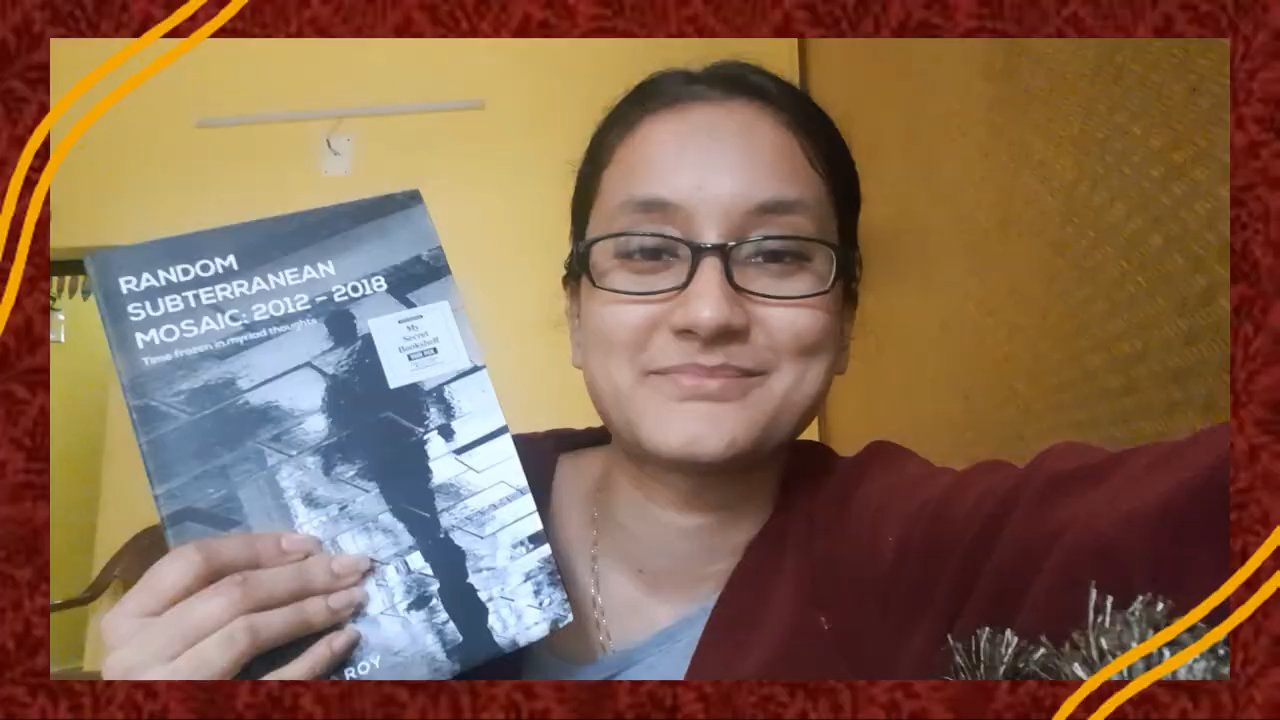 RANDOM
SUBTERRANEAN
MOSAIC: 2012 - 2018
Time frozen in myriad thoughts
My
Secret
Bookshelf
ROY